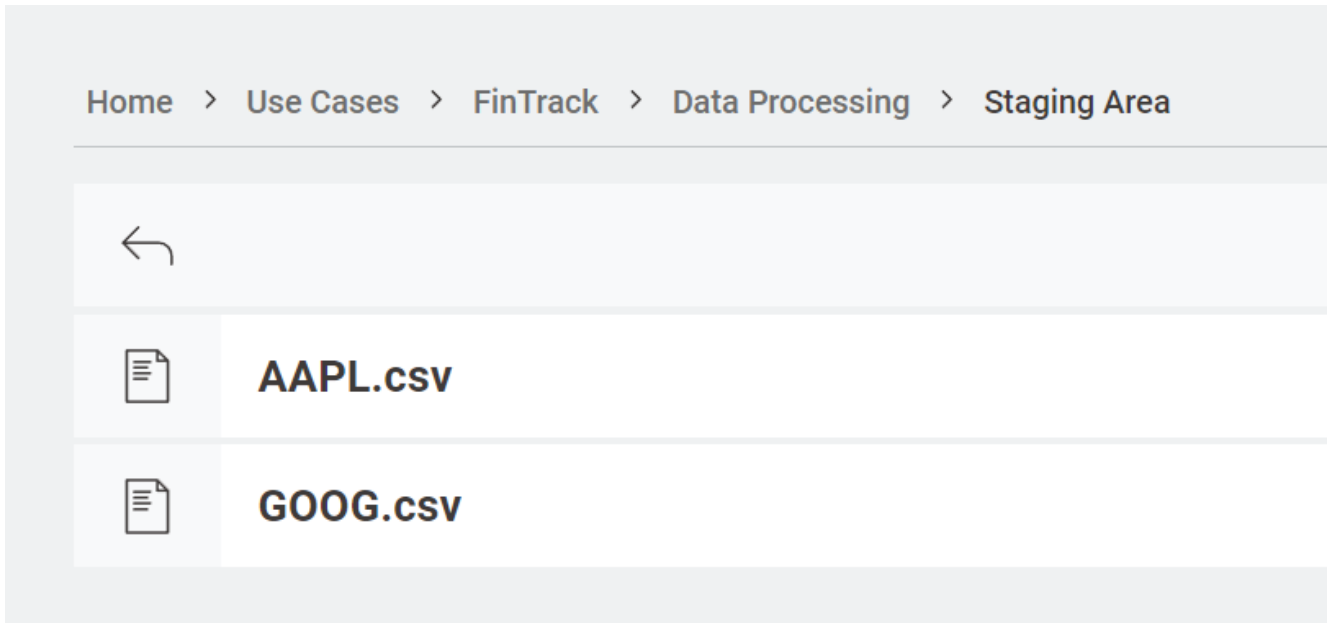 Home > Use Cases > FinTrack > Data Processing > Staging Area
AAPL.csv
GOOG.csv